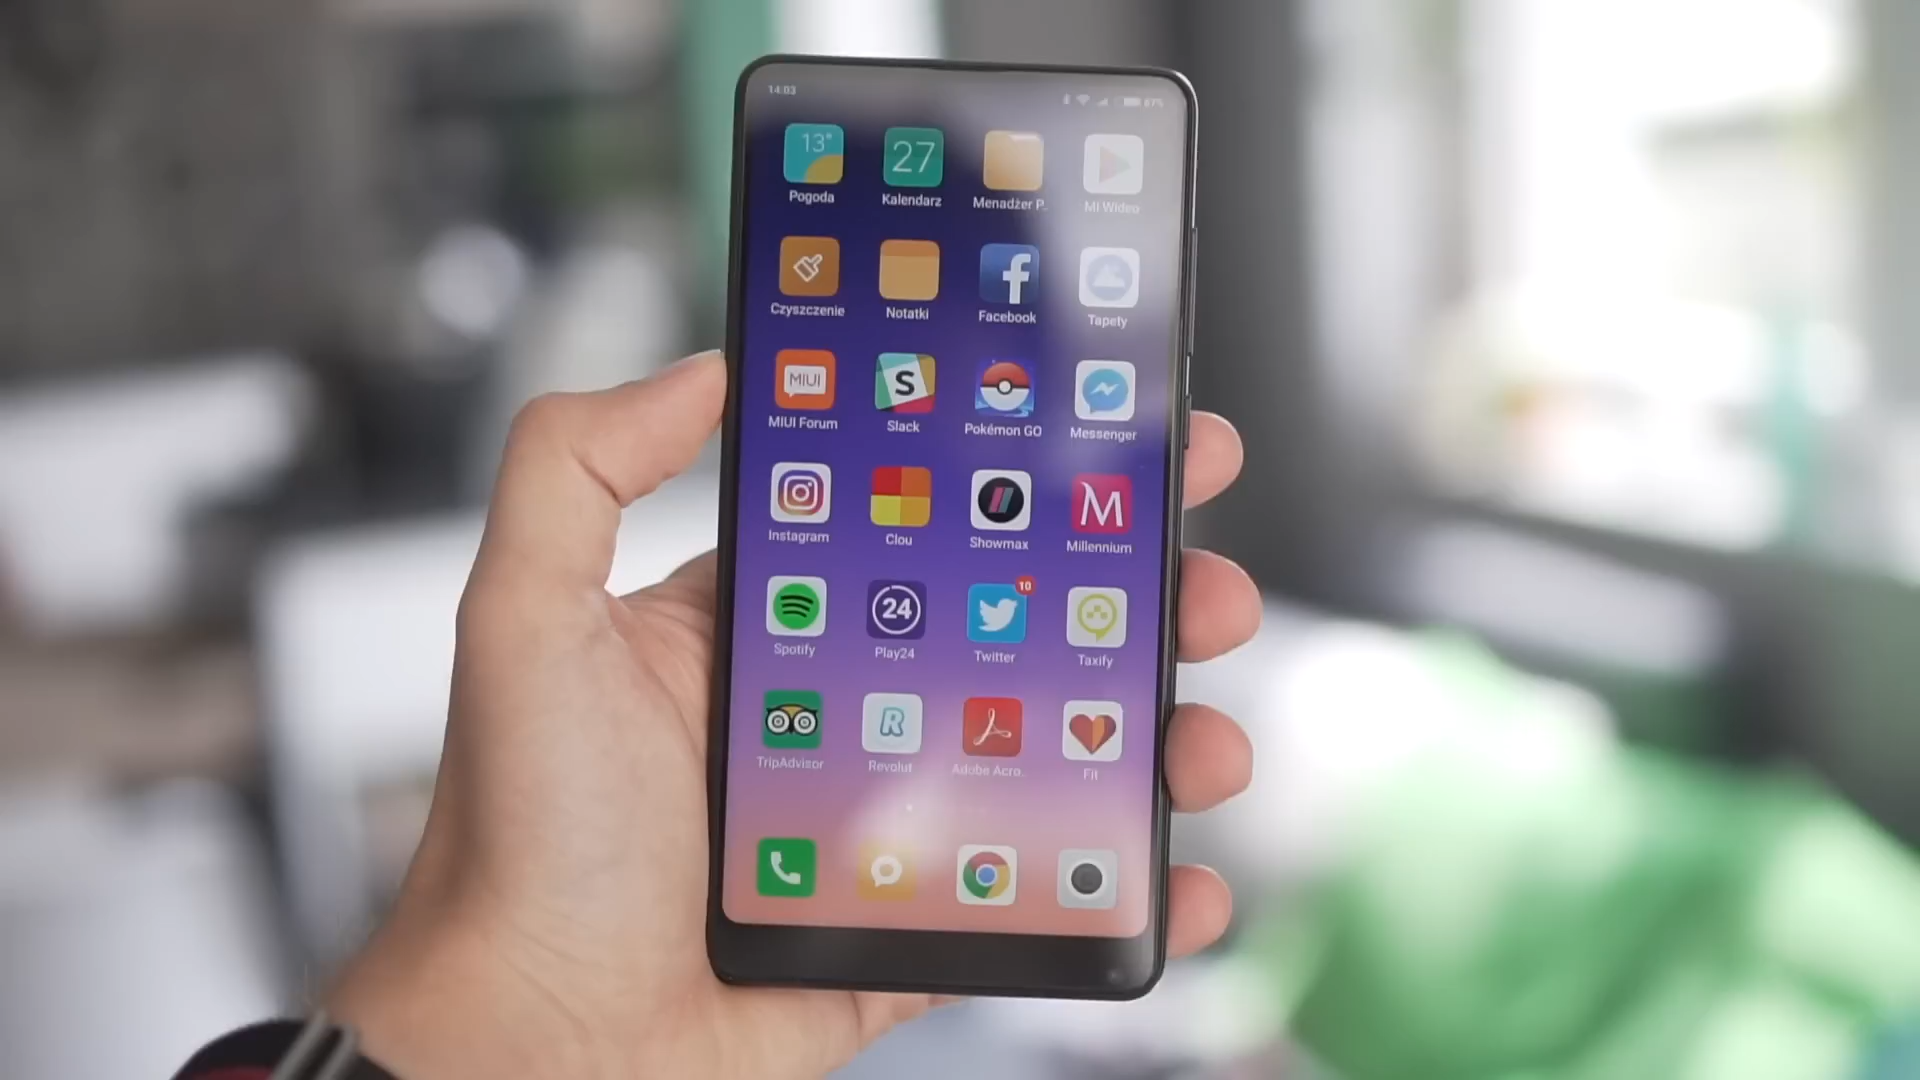 14:03
67%
13°
27
Pogoda
Kalendarz
Menadżer P..
Mi Wideo
Czyszczenie
Notatki
Facebook
Tapety
MIUI
S
MIUI Forum
Slack
Pokémon GO
Messenger
M
Instagram
Clou
Showmax
Millennium
24
10
Spotify
Play24
Twitter
Taxify
R
TripAdvisor
Revolut
Adobe Acro..
Fit